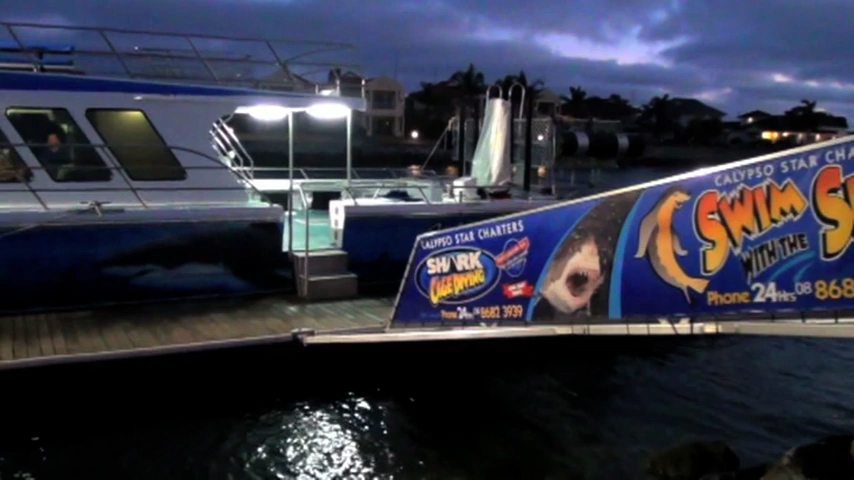 CALYPSO STAR CHARTERS
SHARK
CAGE DIVING
Phone 24Hrs 08 8682 3939
CALYPSO STAR CHA
SWIM S
WITH THE
Phone 24Hrs 08 868